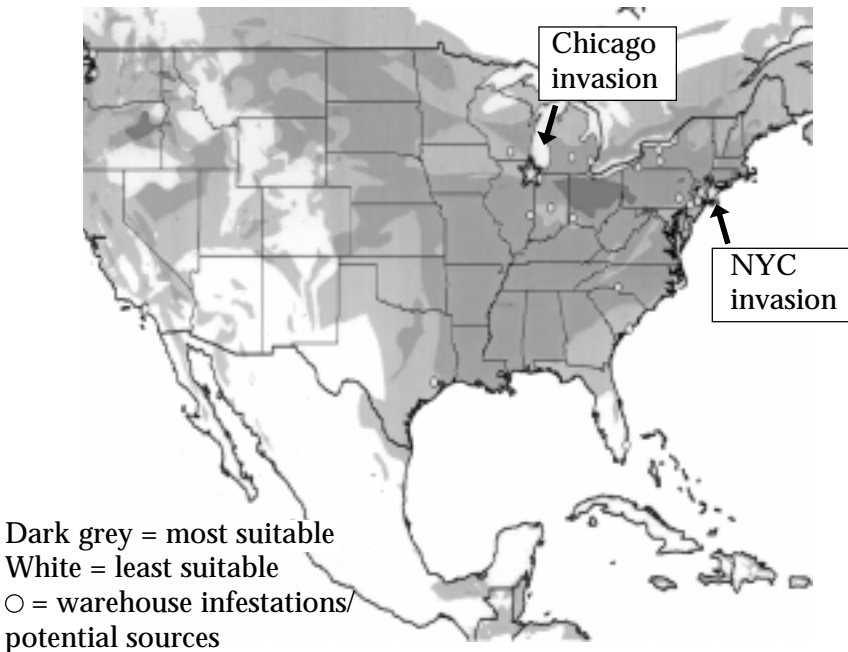 Chicago
invasion
NYC
invasion
Dark grey = most suitable
White = least suitable
○ = warehouse infestations/
potential sources